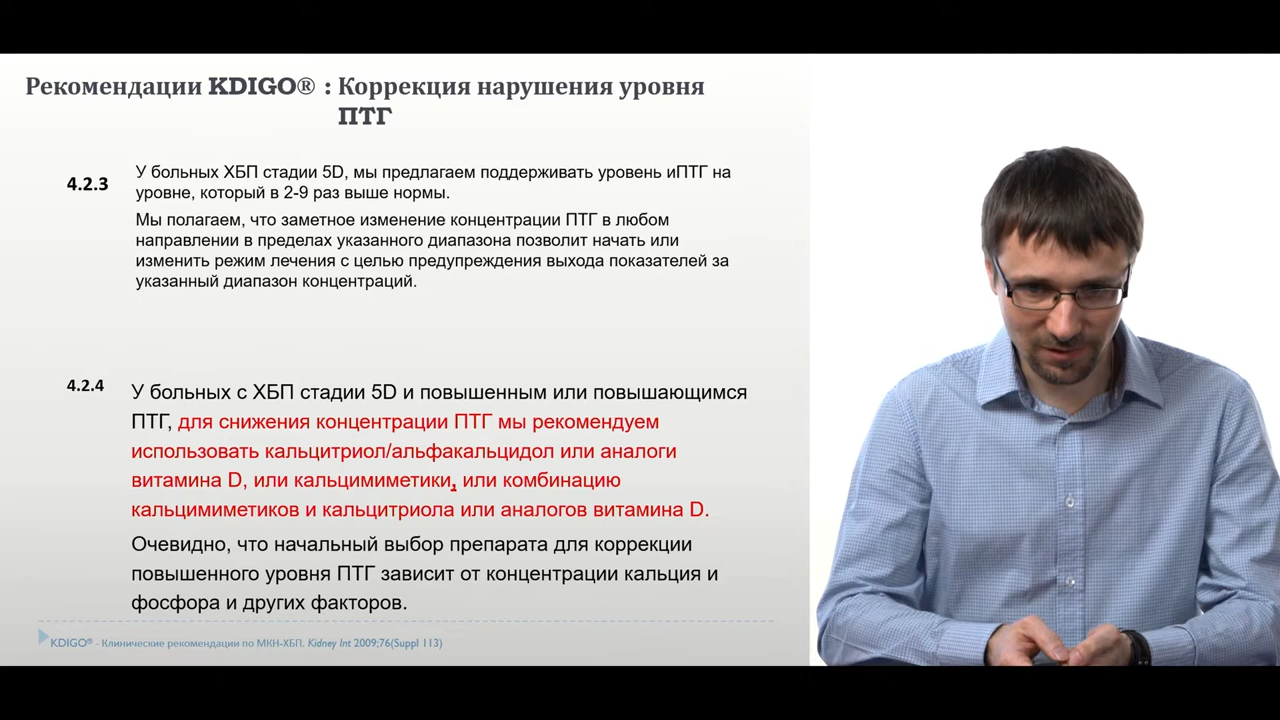 Рекомендации KDIGO® : Коррекция нарушения уровня
ПТГ
4.2.3
У больных ХБП стадии 5D, мы предлагаем поддерживать уровень иПТГ на
уровне, который в 2-9 раз выше нормы.
Мы полагаем, что заметное изменение концентрации ПТГ в любом
направлении в пределах указанного диапазона позволит начать или
изменить режим лечения с целью предупреждения выхода показателей за
указанный диапазон концентраций.
4.2.4
У больных с ХБП стадии 5D и повышенным или повышающимся
ПТГ, для снижения концентрации ПТГ мы рекомендуем
использовать кальцитриол/альфакальцидол или аналоги
витамина D, или кальцимиметики, или комбинацию
кальцимиметиков и кальцитриола или аналогов витамина D.
Очевидно, что начальный выбор препарата для коррекции
повышенного уровня ПТГ зависит от концентрации кальция и
фосфора и других факторов.
KDIGO® - Клинические рекомендации по МКН-ХБП. Kidney Int 2009;76(Suppl 113)